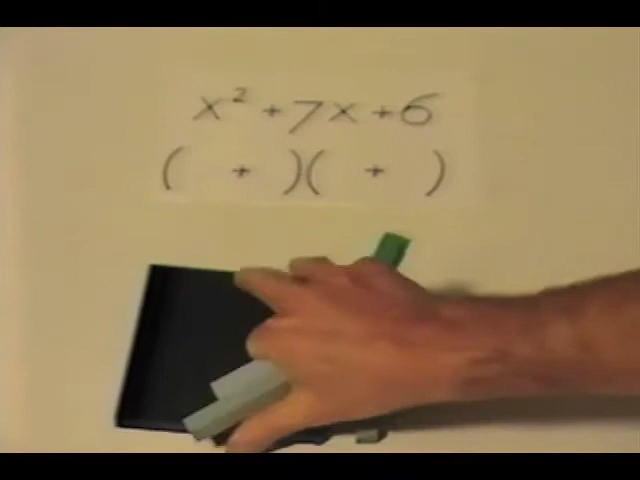 x² + 7x + 6
(   +   )(   +   )